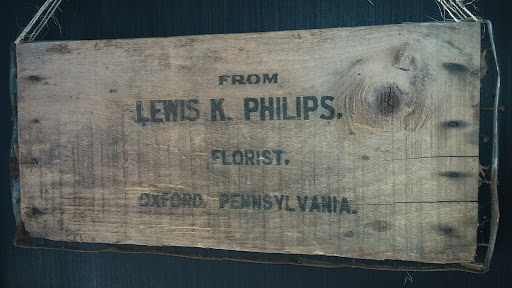 FROM
LEWIS K. PHILIPS,
FLORIST,
OXFORD, PENNSYLVANIA.